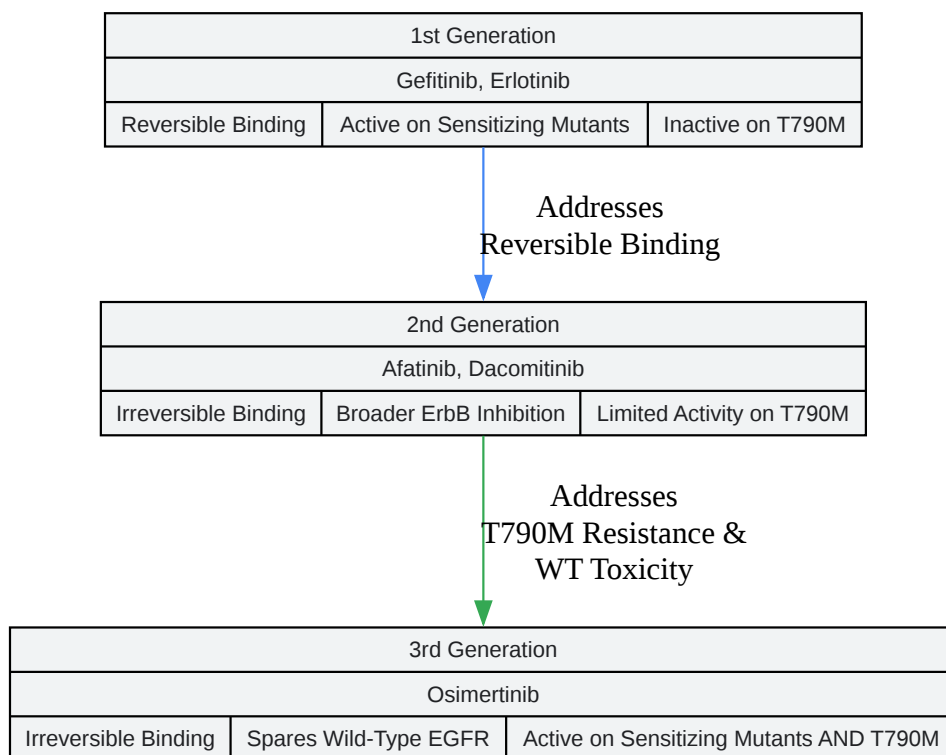 1st Generation
Gefitinib, Erlotinib
Reversible Binding Active on Sensitizing Mutants Inactive on T790M
Addresses
Reversible Binding
2nd Generation
Afatinib, Dacomitinib
Irreversible Binding Broader ErbB Inhibition Limited Activity on T790M
Addresses
T790M Resistance &
WT Toxicity
3rd Generation
Osimertinib
Irreversible Binding Spares Wild-Type EGFR Active on Sensitizing Mutants AND T790M